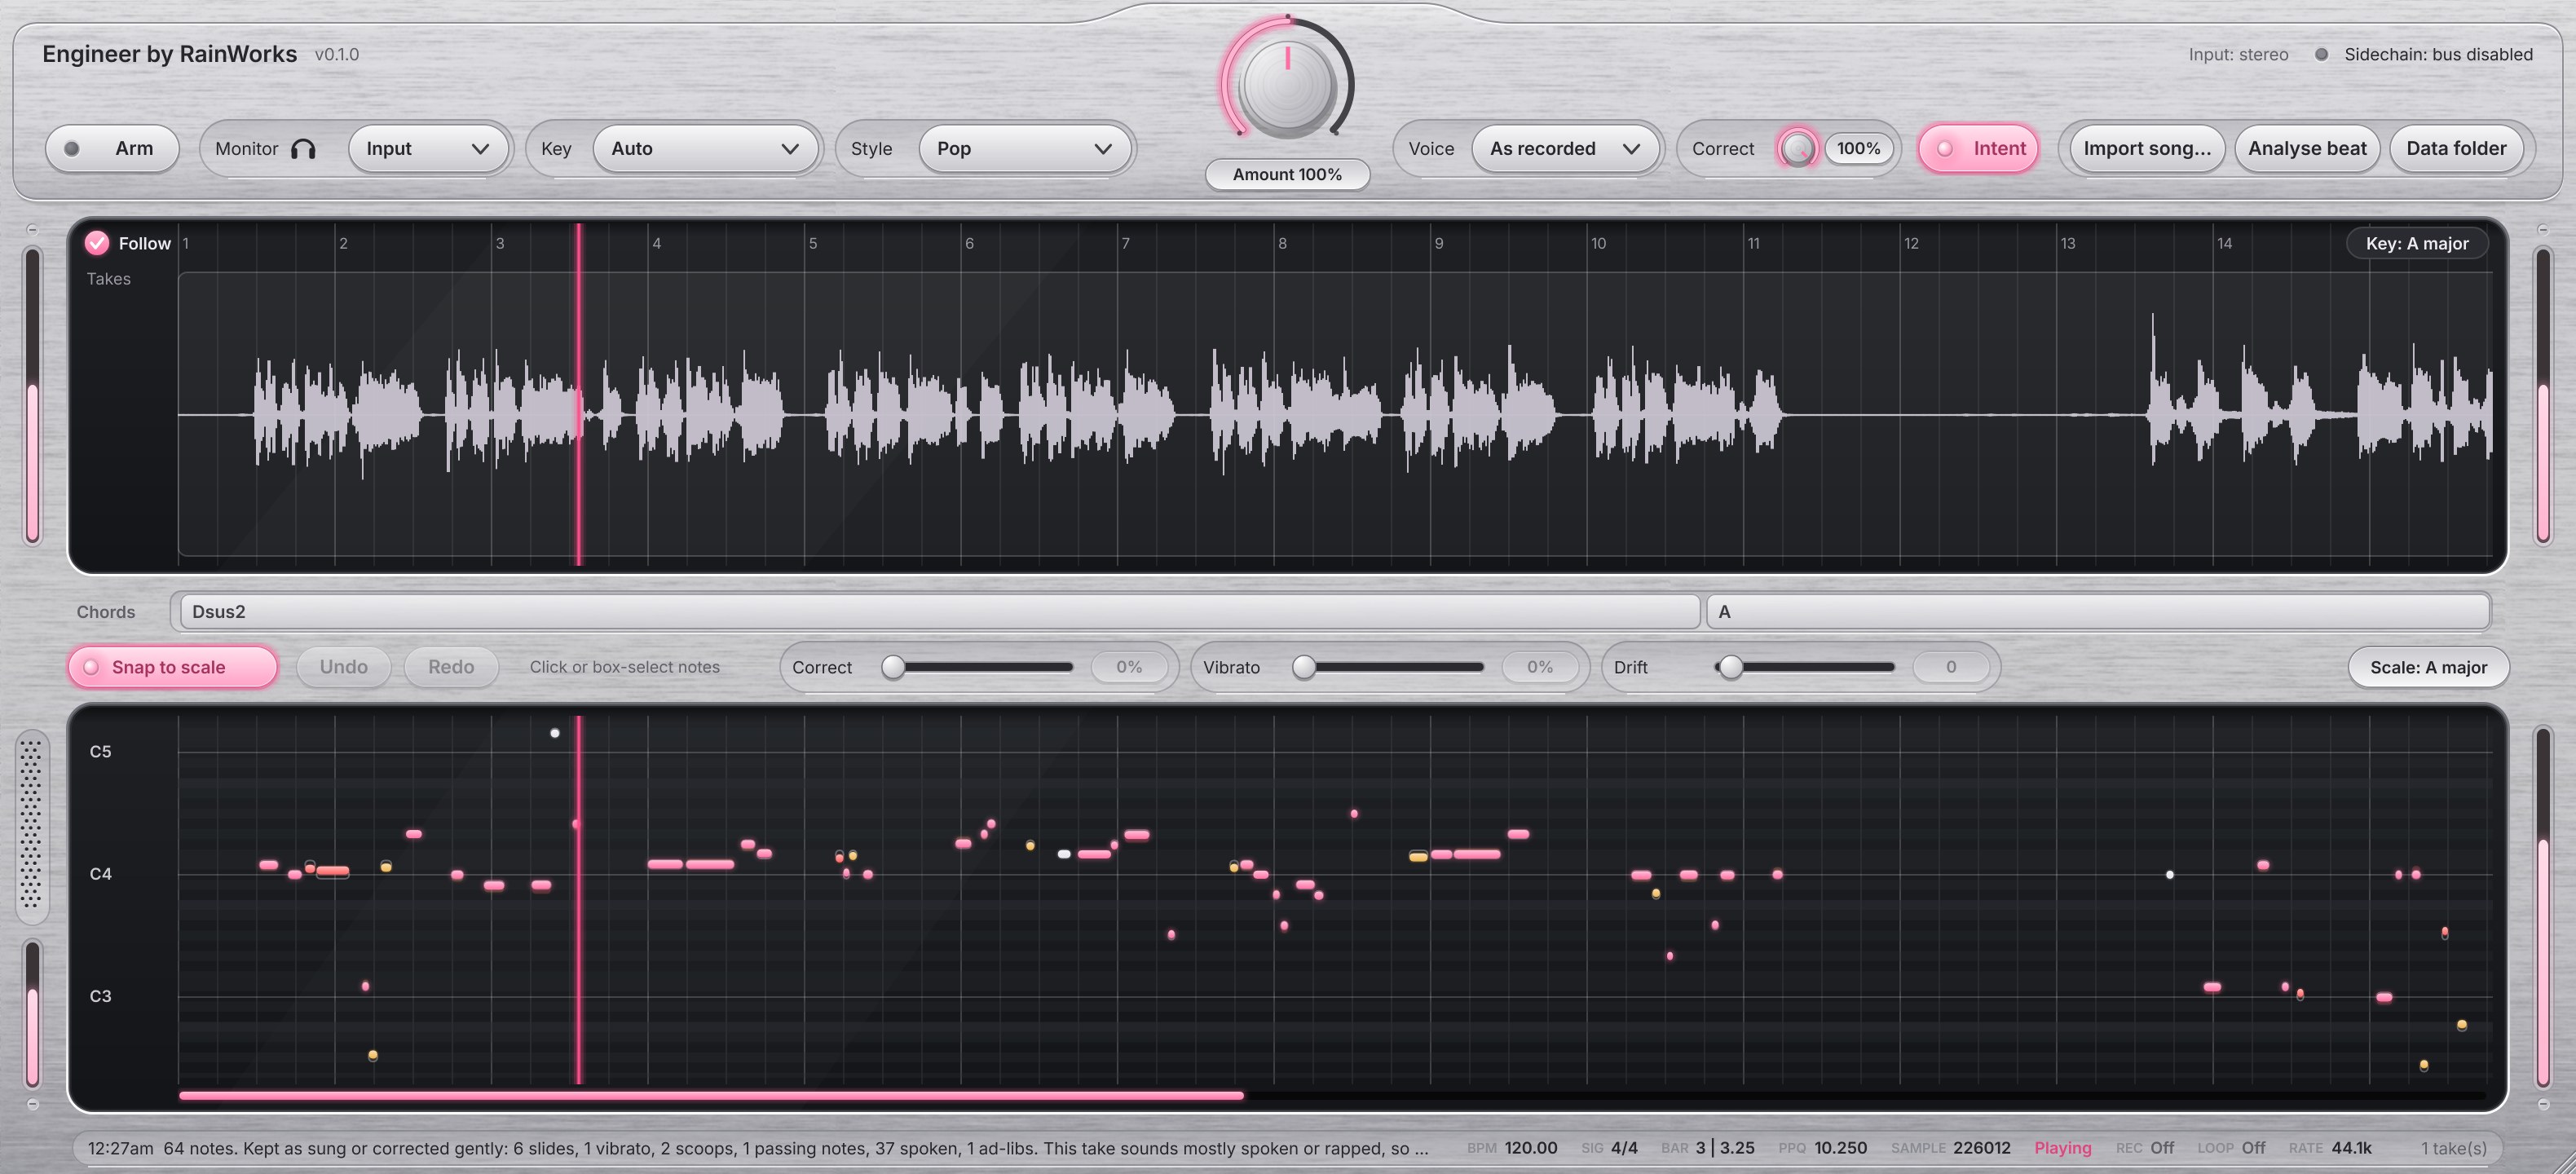 Engineer by RainWorks v0.1.0
Input: stereo Sidechain: bus disabled
Arm Monitor Input Key Auto Style Pop Voice As recorded Correct 100% Intent Import song... Analyse beat Data folder
Amount 100%
Follow 1 2 3 4 5 6 7 8 9 10 11 12 13 14 Key: A major
Takes
Chords Dsus2 A
Snap to scale Undo Redo Click or box-select notes Correct 0% Vibrato 0% Drift 0 Scale: A major
C5
C4
C3
12:27am 64 notes. Kept as sung or corrected gently: 6 slides, 1 vibrato, 2 scoops, 1 passing notes, 37 spoken, 1 ad-libs. This take sounds mostly spoken or rapped, so ... BPM 120.00 SIG 4/4 BAR 3 | 3.25 PPQ 10.250 SAMPLE 226012 Playing REC Off LOOP Off RATE 44.1k 1 take(s)